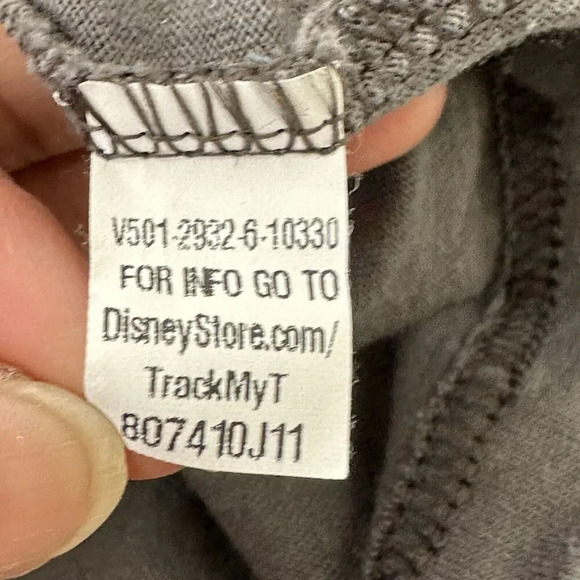 V501-2932-6-10330
FOR INFO GO TO
DisneyStore.com/
TrackMyT
807410J11